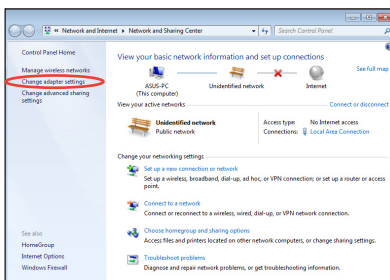 « Network and Internet ▸ Network and Sharing Center
Search Control Panel
Control Panel Home
Manage wireless networks
Change adapter settings
Change advanced sharing
settings
View your basic network information and set up connections
See full map
ASUS-PC
(This computer)
Unidentified network
Internet
View your active networks
Connect or disconnect
Unidentified network
Public network
Access type: No Internet access
Connections: Local Area Connection
Change your networking settings
Set up a new connection or network
Set up a wireless, broadband, dial-up, ad hoc, or VPN connection; or set up a router or access
point.
Connect to a network
Connect or reconnect to a wireless, wired, dial-up, or VPN network connection.
Choose homegroup and sharing options
Access files and printers located on other network computers, or change sharing settings.
Troubleshoot problems
Diagnose and repair network problems, or get troubleshooting information.
See also
HomeGroup
Internet Options
Windows Firewall